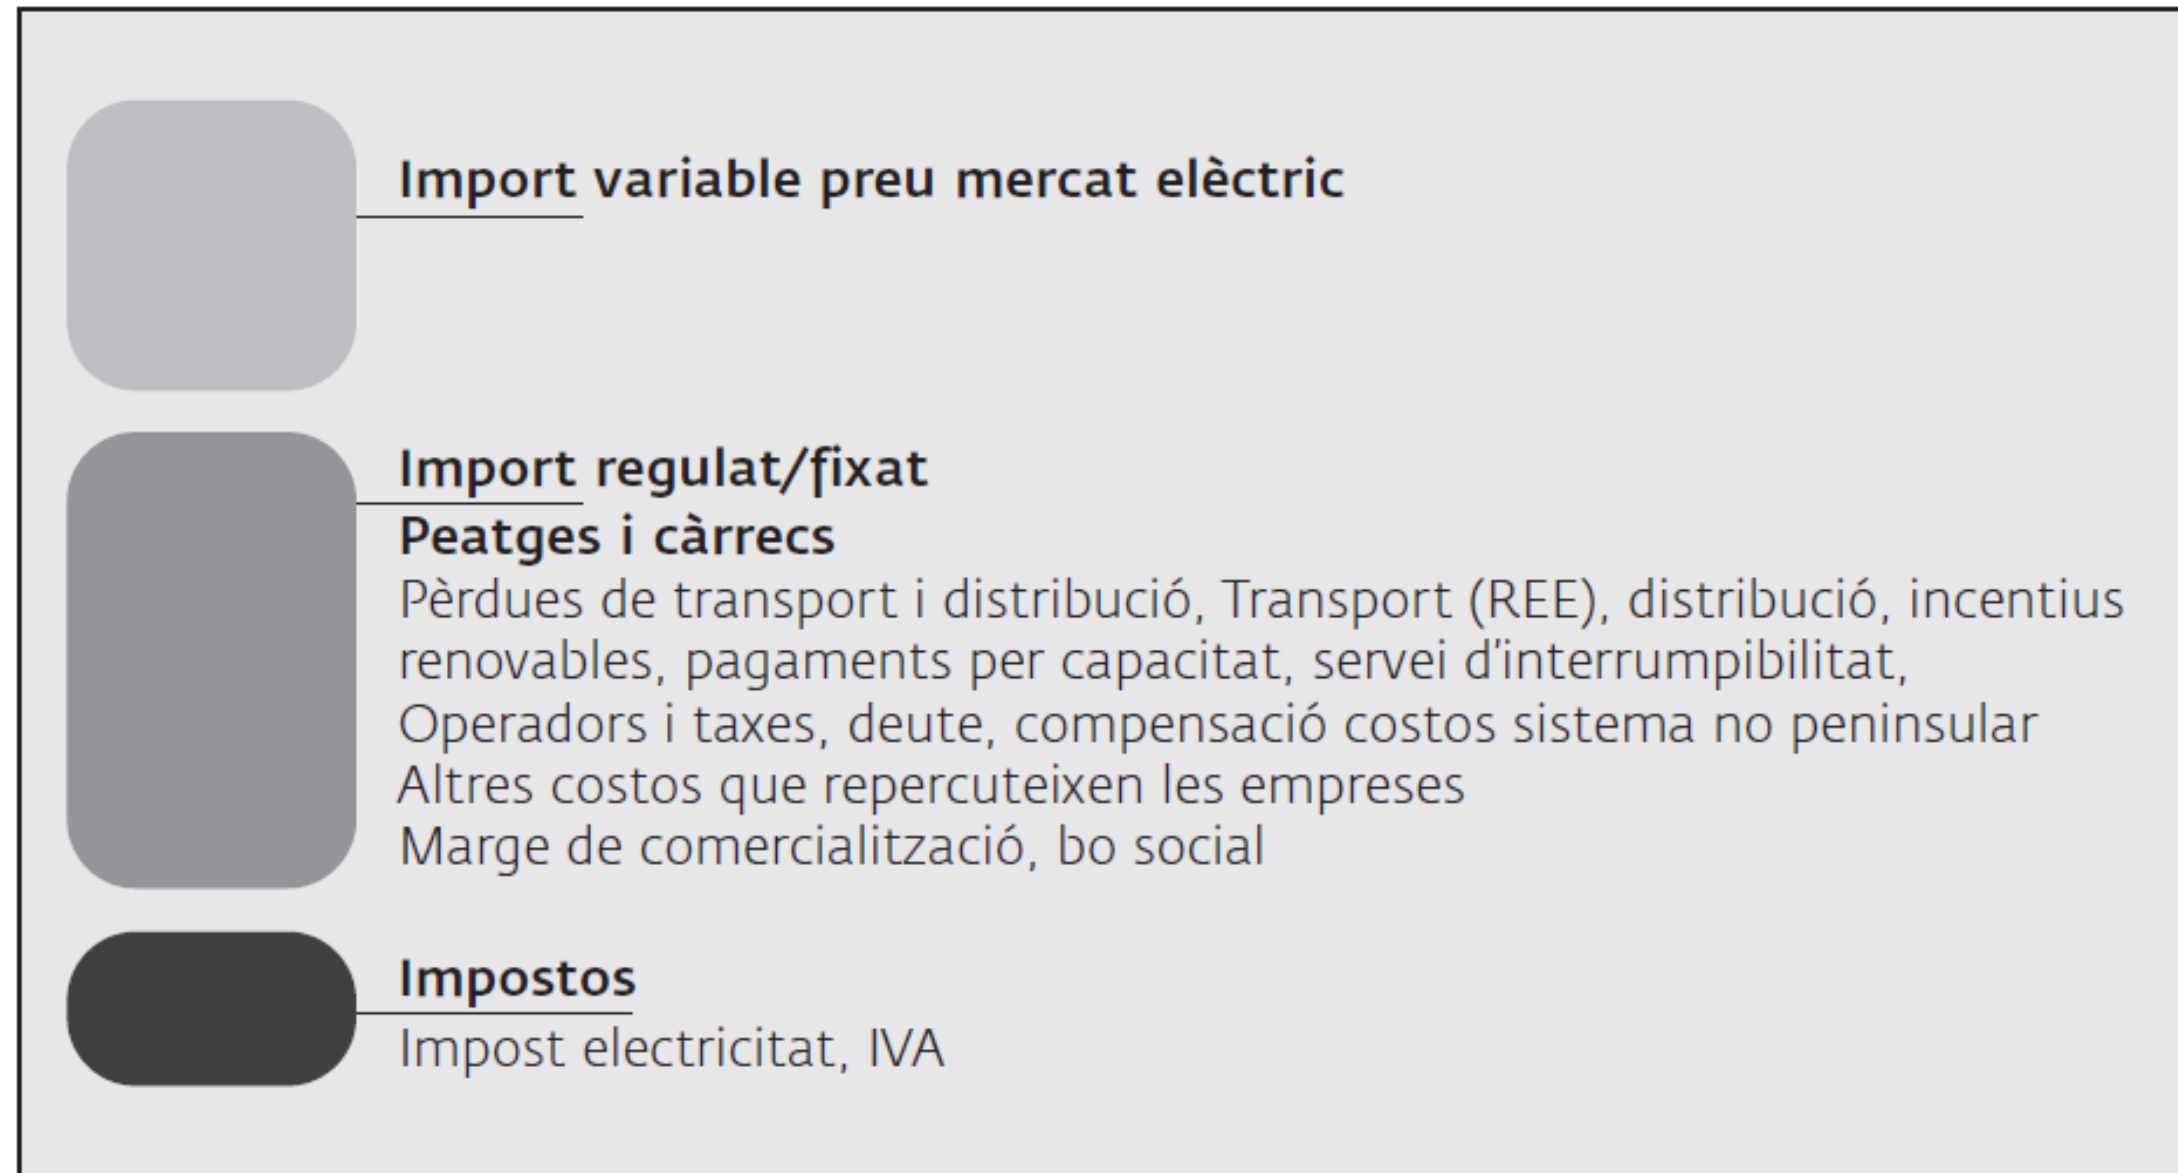 Import variable preu mercat elèctric
Import regulat/fixat
Peatges i càrrecs
Pèrdues de transport i distribució, Transport (REE), distribució, incentius
renovables, pagaments per capacitat, servei d'interrumpibilitat,
Operadors i taxes, deute, compensació costos sistema no peninsular
Altres costos que repercuteixen les empreses
Marge de comercialització, bo social
Impostos
Impost electricitat, IVA